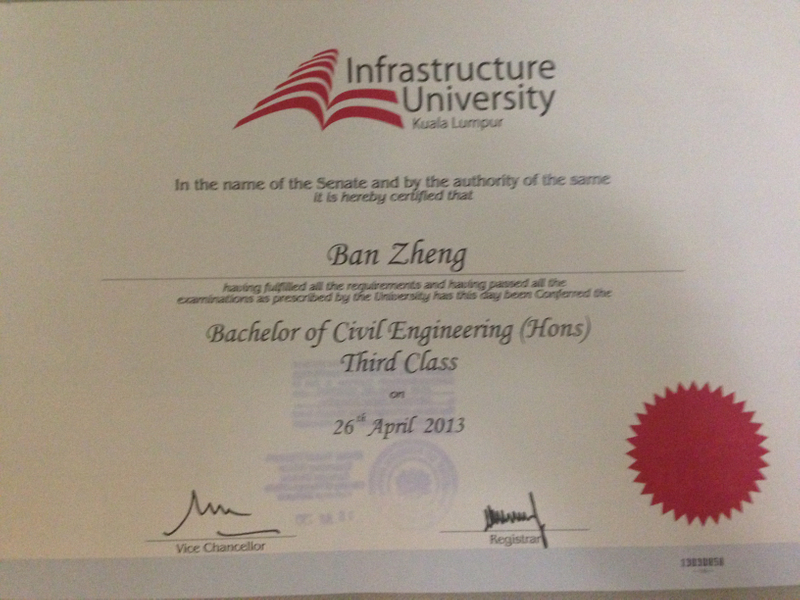 Infrastructure
University
Kuala Lumpur
In the name of the Senate and by the authority of the same
it is hereby certified that
Ban Zheng
having fulfilled all the requirements and having passed all the
examinations as prescribed by the University has this day been Conferred the
Bachelor of Civil Engineering (Hons)
Third Class
on
26th April 2013
Vice Chancellor
Registrar